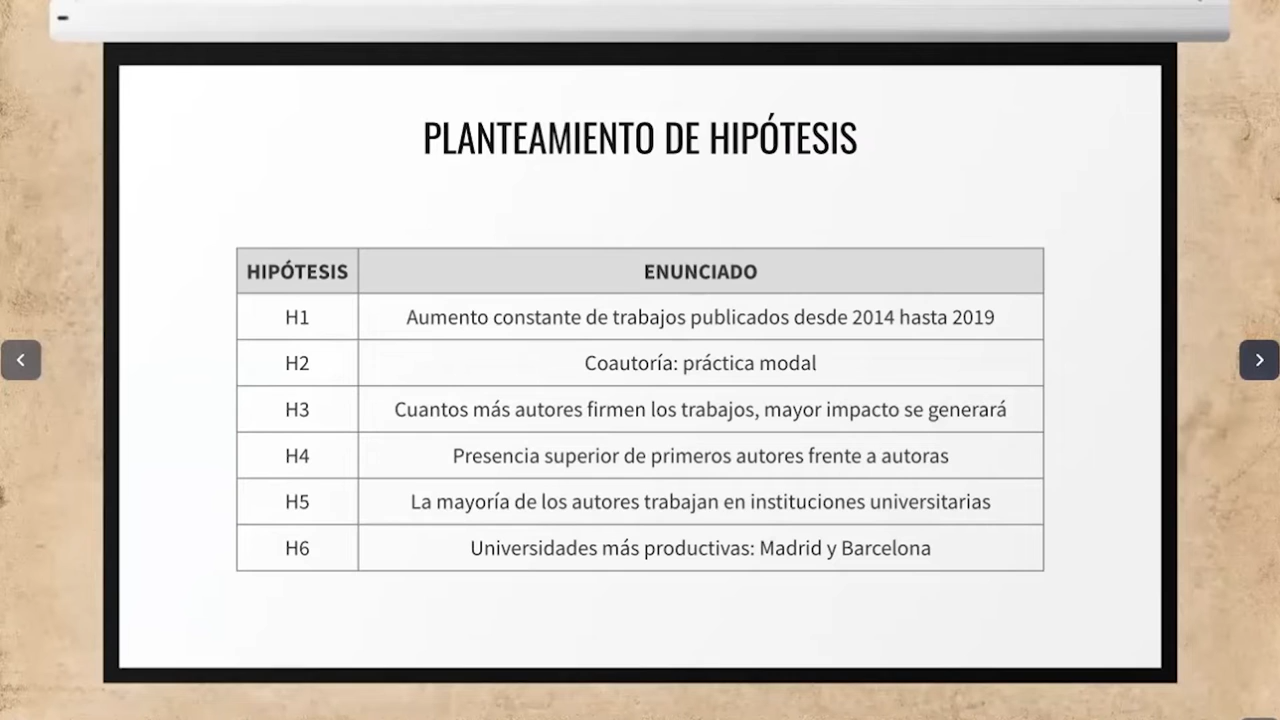 PLANTEAMIENTO DE HIPÓTESIS
HIPÓTESIS ENUNCIADO
H1 Aumento constante de trabajos publicados desde 2014 hasta 2019
H2 Coautoría: práctica modal
H3 Cuantos más autores firmen los trabajos, mayor impacto se generará
H4 Presencia superior de primeros autores frente a autoras
H5 La mayoría de los autores trabajan en instituciones universitarias
H6 Universidades más productivas: Madrid y Barcelona